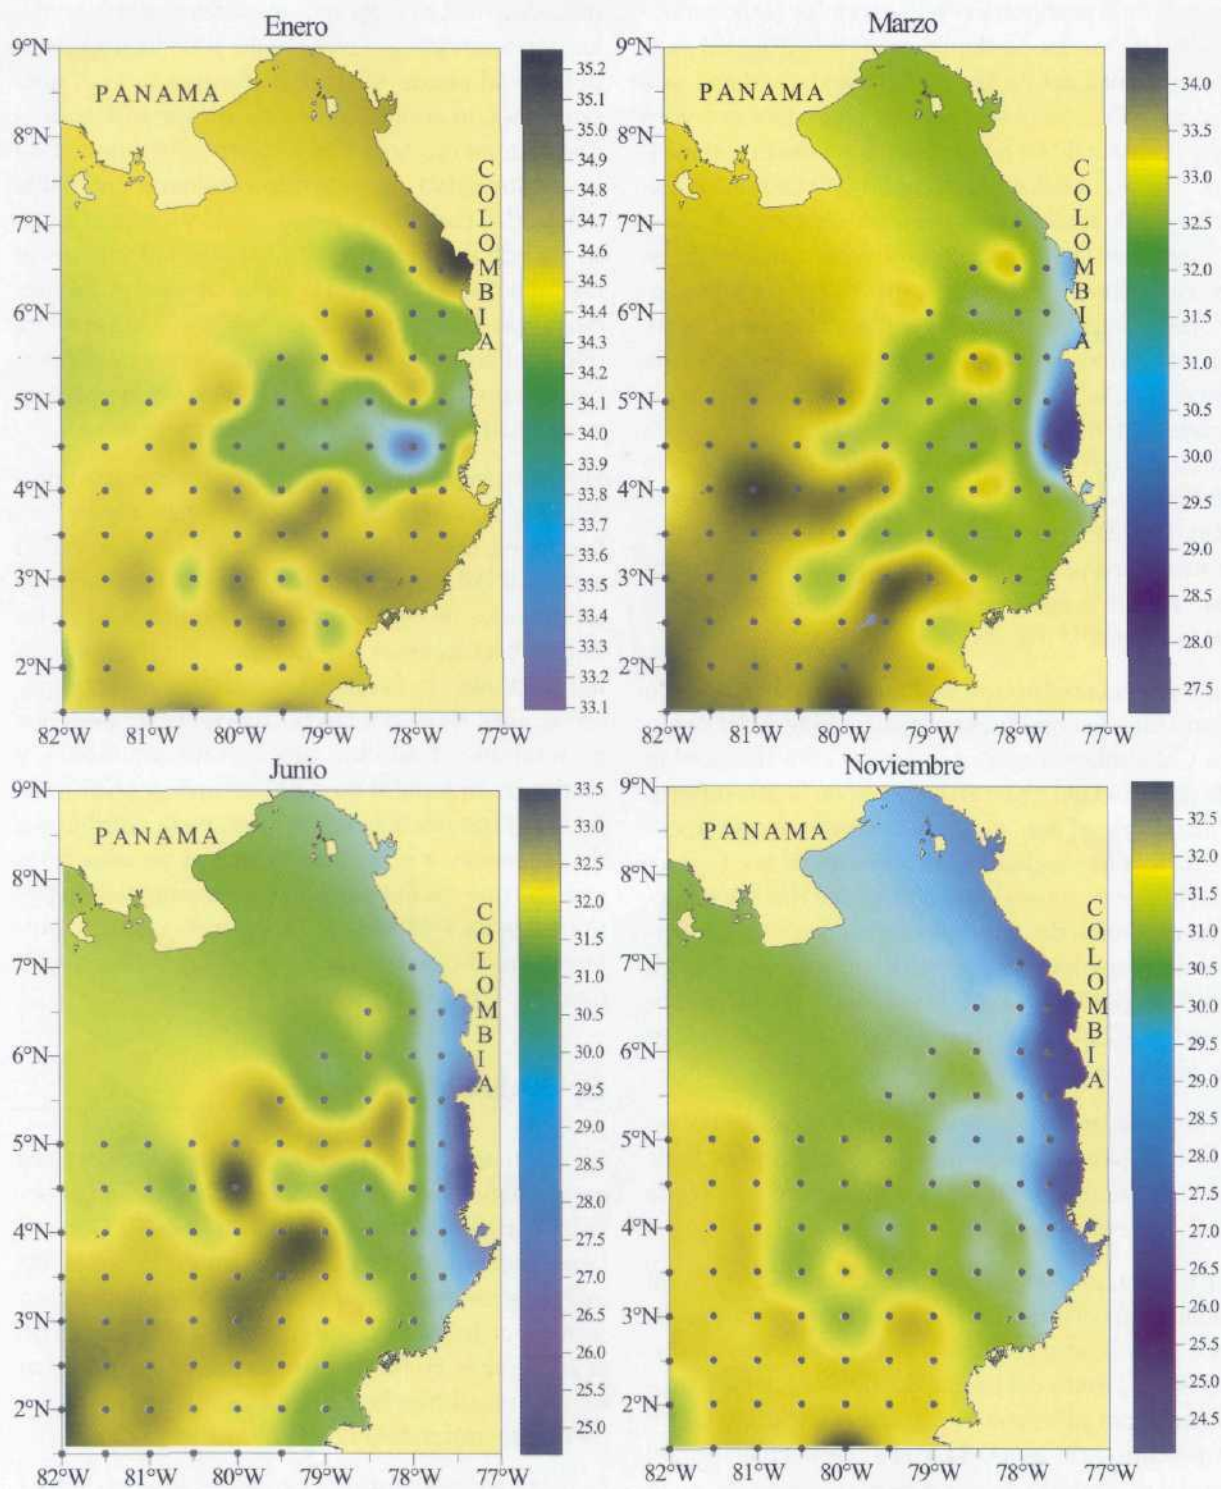 Enero
9°N
8°N
7°N
6°N
5°N
4°N
3°N
2°N
82°W 81°W 80°W 79°W 78°W 77°W
PANAMA
COLOMBIA
35.2
35.1
35.0
34.9
34.8
34.7
34.6
34.5
34.4
34.3
34.2
34.1
34.0
33.9
33.8
33.7
33.6
33.5
33.4
33.3
33.2
33.1
Marzo
9°N
8°N
7°N
6°N
5°N
4°N
3°N
2°N
82°W 81°W 80°W 79°W 78°W 77°W
PANAMA
COLOMBIA
34.0
33.5
33.0
32.5
32.0
31.5
31.0
30.5
30.0
29.5
29.0
28.5
28.0
27.5
Junio
9°N
8°N
7°N
6°N
5°N
4°N
3°N
2°N
82°W 81°W 80°W 79°W 78°W 77°W
PANAMA
COLOMBIA
33.5
33.0
32.5
32.0
31.5
31.0
30.5
30.0
29.5
29.0
28.5
28.0
27.5
27.0
26.5
26.0
25.5
25.0
Noviembre
9°N
8°N
7°N
6°N
5°N
4°N
3°N
2°N
82°W 81°W 80°W 79°W 78°W 77°W
PANAMA
COLOMBIA
32.5
32.0
31.5
31.0
30.5
30.0
29.5
29.0
28.5
28.0
27.5
27.0
26.5
26.0
25.5
25.0
24.5